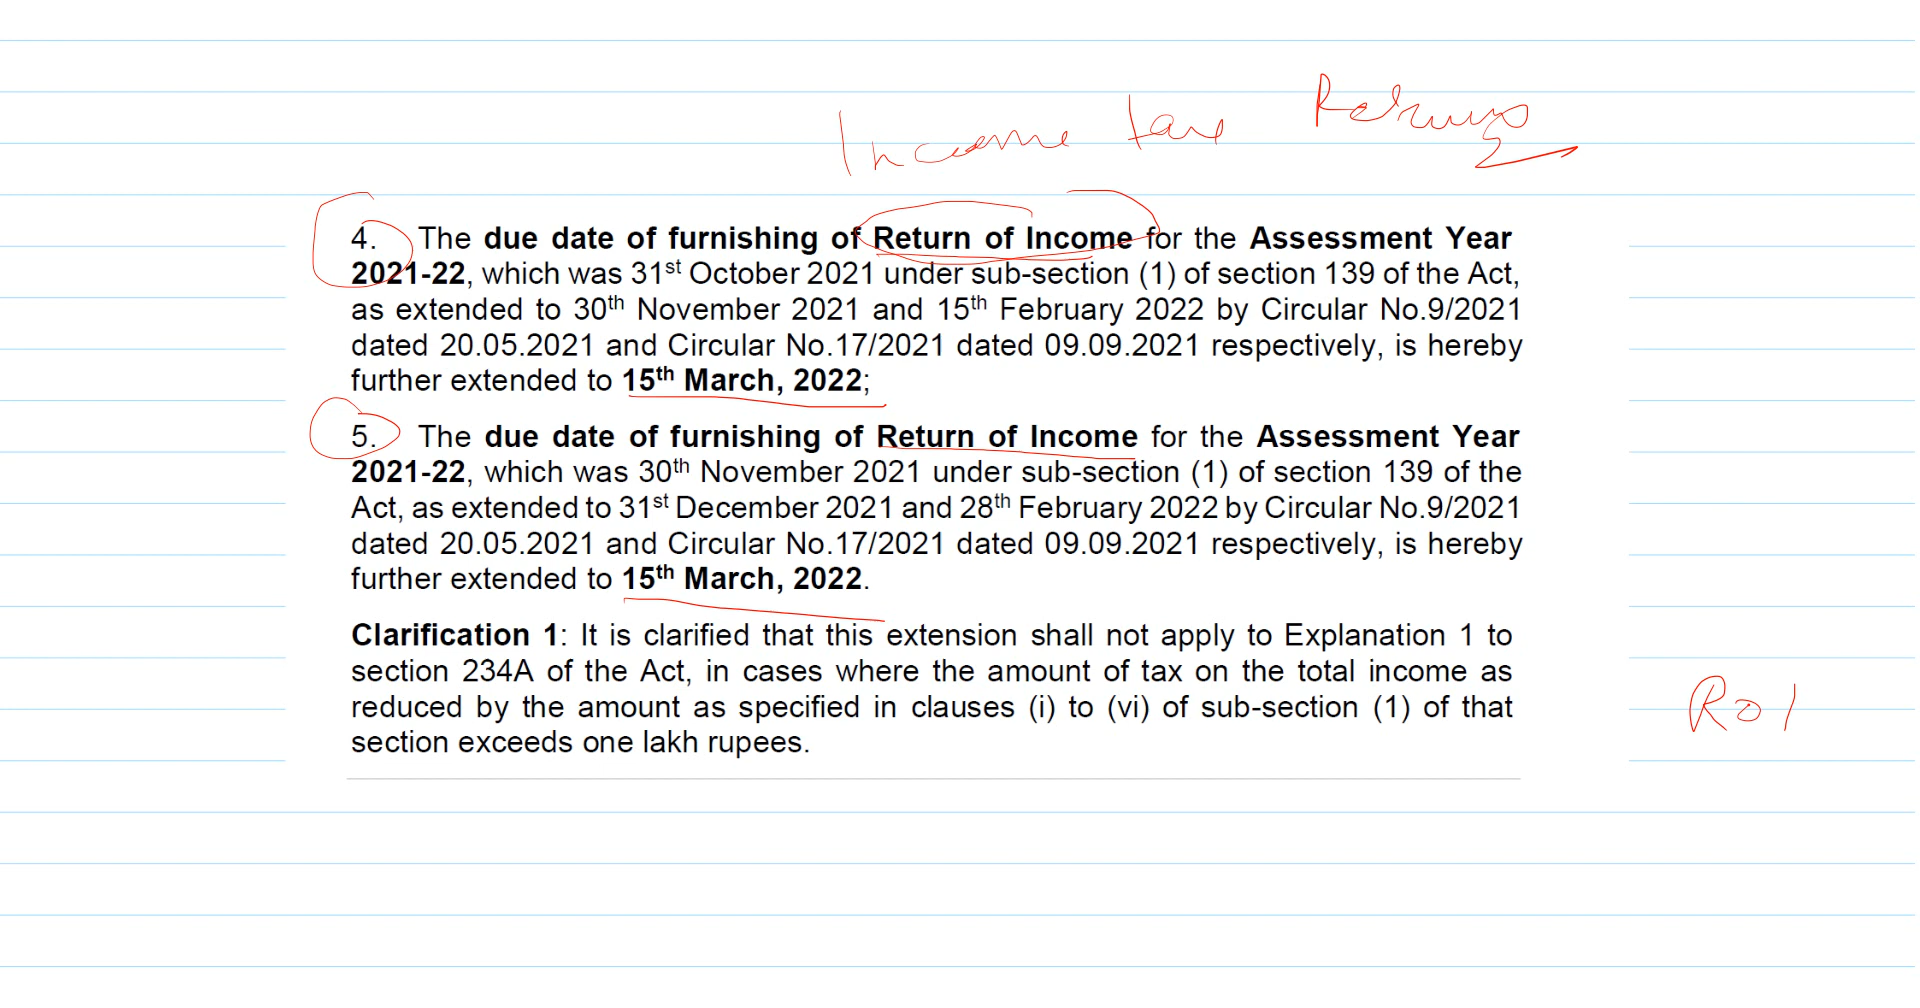 Income tax Returns
4. The due date of furnishing of Return of Income for the Assessment Year
2021-22, which was 31st October 2021 under sub-section (1) of section 139 of the Act,
as extended to 30th November 2021 and 15th February 2022 by Circular No.9/2021
dated 20.05.2021 and Circular No.17/2021 dated 09.09.2021 respectively, is hereby
further extended to 15th March, 2022;
5. The due date of furnishing of Return of Income for the Assessment Year
2021-22, which was 30th November 2021 under sub-section (1) of section 139 of the
Act, as extended to 31st December 2021 and 28th February 2022 by Circular No.9/2021
dated 20.05.2021 and Circular No.17/2021 dated 09.09.2021 respectively, is hereby
further extended to 15th March, 2022.
Clarification 1: It is clarified that this extension shall not apply to Explanation 1 to
section 234A of the Act, in cases where the amount of tax on the total income as
reduced by the amount as specified in clauses (i) to (vi) of sub-section (1) of that
section exceeds one lakh rupees.
RoI